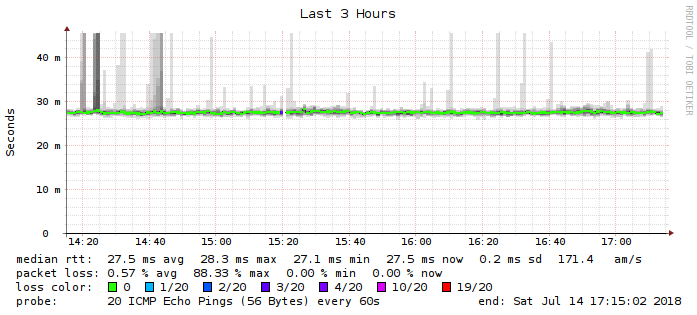 Last 3 Hours
RRDTOOL / TOBI OETIKER
Seconds
40 m
30 m
20 m
10 m
0
14:20 14:40 15:00 15:20 15:40 16:00 16:20 16:40 17:00
median rtt: 27.5 ms avg 28.3 ms max 27.1 ms min 27.5 ms now 0.2 ms sd 171.4 am/s
packet loss: 0.57 % avg 88.33 % max 0.00 % min 0.00 % now
loss color: 0 1/20 2/20 3/20 4/20 10/20 19/20
probe: 20 ICMP Echo Pings (56 Bytes) every 60s end: Sat Jul 14 17:15:02 2018